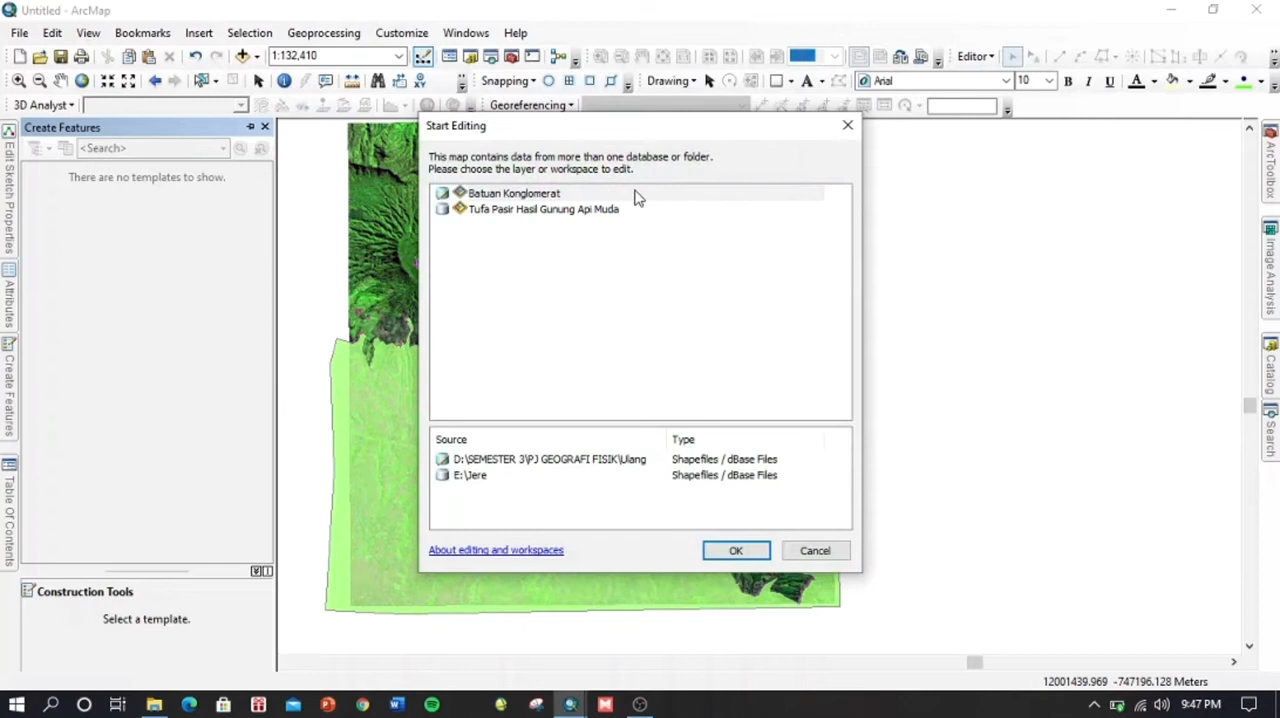 Untitled - ArcMap
File Edit View Bookmarks Insert Selection Geoprocessing Customize Windows Help
1:132,410 Editor
Snapping Drawing Arial 10 B I U A
3D Analyst Georeferencing
Create Features
<Search>
There are no templates to show.
Construction Tools
Select a template.
Edit Sketch Properties
Attributes
Create Features
Table Of Contents
Start Editing
This map contains data from more than one database or folder.
Please choose the layer or workspace to edit.
Batuan Konglomerat
Tufa Pasir Hasil Gunung Api Muda
Source Type
D:\SEMESTER 3\PJ GEOGRAFI FISIK\Ulang Shapefiles / dBase Files
E:\Jere Shapefiles / dBase Files
About editing and workspaces OK Cancel
ArcToolbox
Image Analysis
Catalog
Search
12001439.969 -747196.128 Meters
9:47 PM